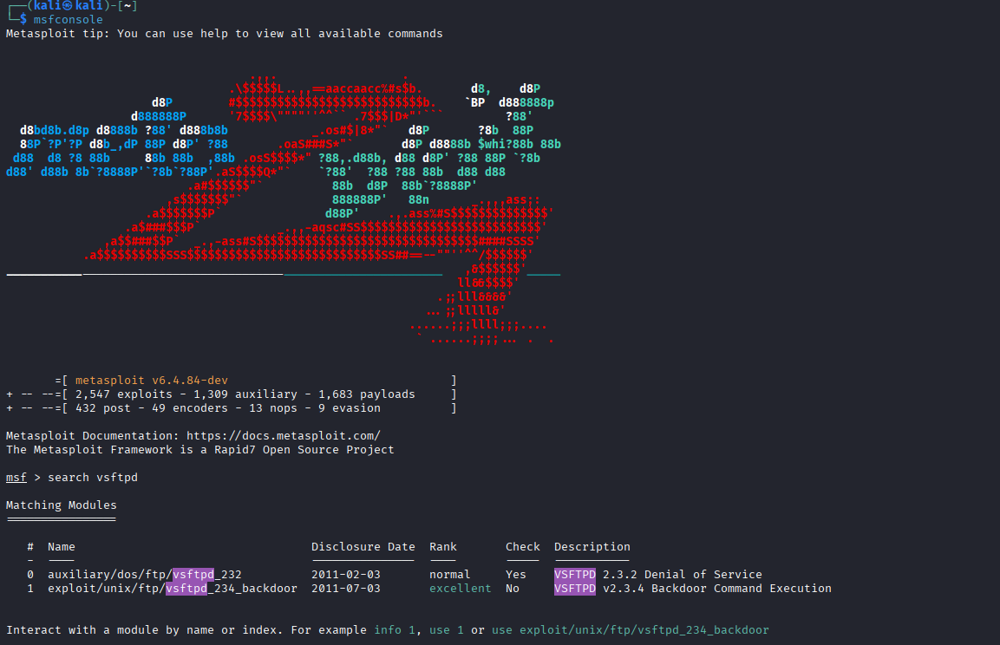 ┌──(kali㉿kali)-[~]
└─$ msfconsole
Metasploit tip: You can use help to view all available commands
       =[ metasploit v6.4.84-dev                                ]
+ -- --=[ 2,547 exploits - 1,309 auxiliary - 1,683 payloads     ]
+ -- --=[ 432 post - 49 encoders - 13 nops - 9 evasion          ]
Metasploit Documentation: https://docs.metasploit.com/
The Metasploit Framework is a Rapid7 Open Source Project
msf > search vsftpd
Matching Modules
================
   #  Name                                  Disclosure Date  Rank       Check  Description
   -  ----                                  ---------------  ----       -----  -----------
   0  auxiliary/dos/ftp/vsftpd_232          2011-02-03       normal     Yes    VSFTPD 2.3.2 Denial of Service
   1  exploit/unix/ftp/vsftpd_234_backdoor  2011-07-03       excellent  No     VSFTPD v2.3.4 Backdoor Command Execution
Interact with a module by name or index. For example info 1, use 1 or use exploit/unix/ftp/vsftpd_234_backdoor